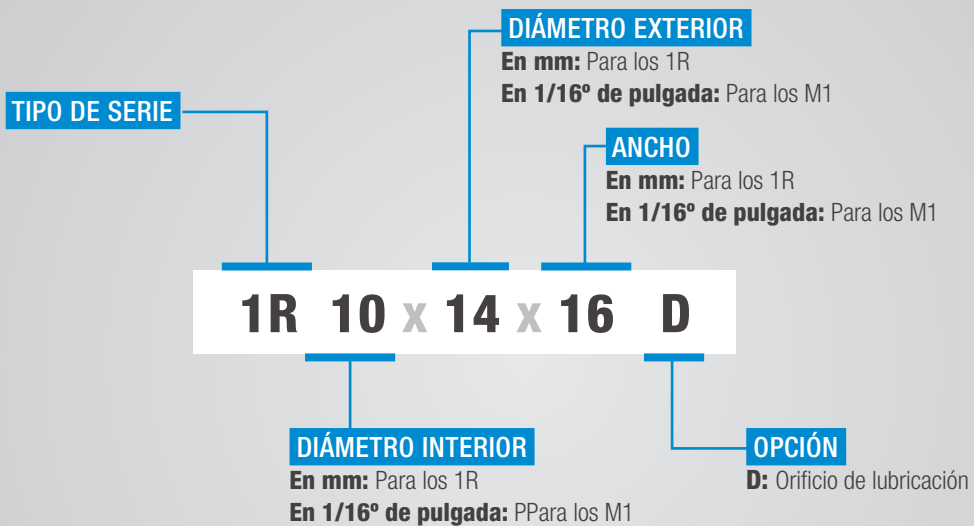 DIÁMETRO EXTERIOR
En mm: Para los 1R
En 1/16º de pulgada: Para los M1
TIPO DE SERIE
ANCHO
En mm: Para los 1R
En 1/16º de pulgada: Para los M1
1R 10 x 14 x 16 D
DIÁMETRO INTERIOR
En mm: Para los 1R
En 1/16º de pulgada: PPara los M1
OPCIÓN
D: Orificio de lubricación